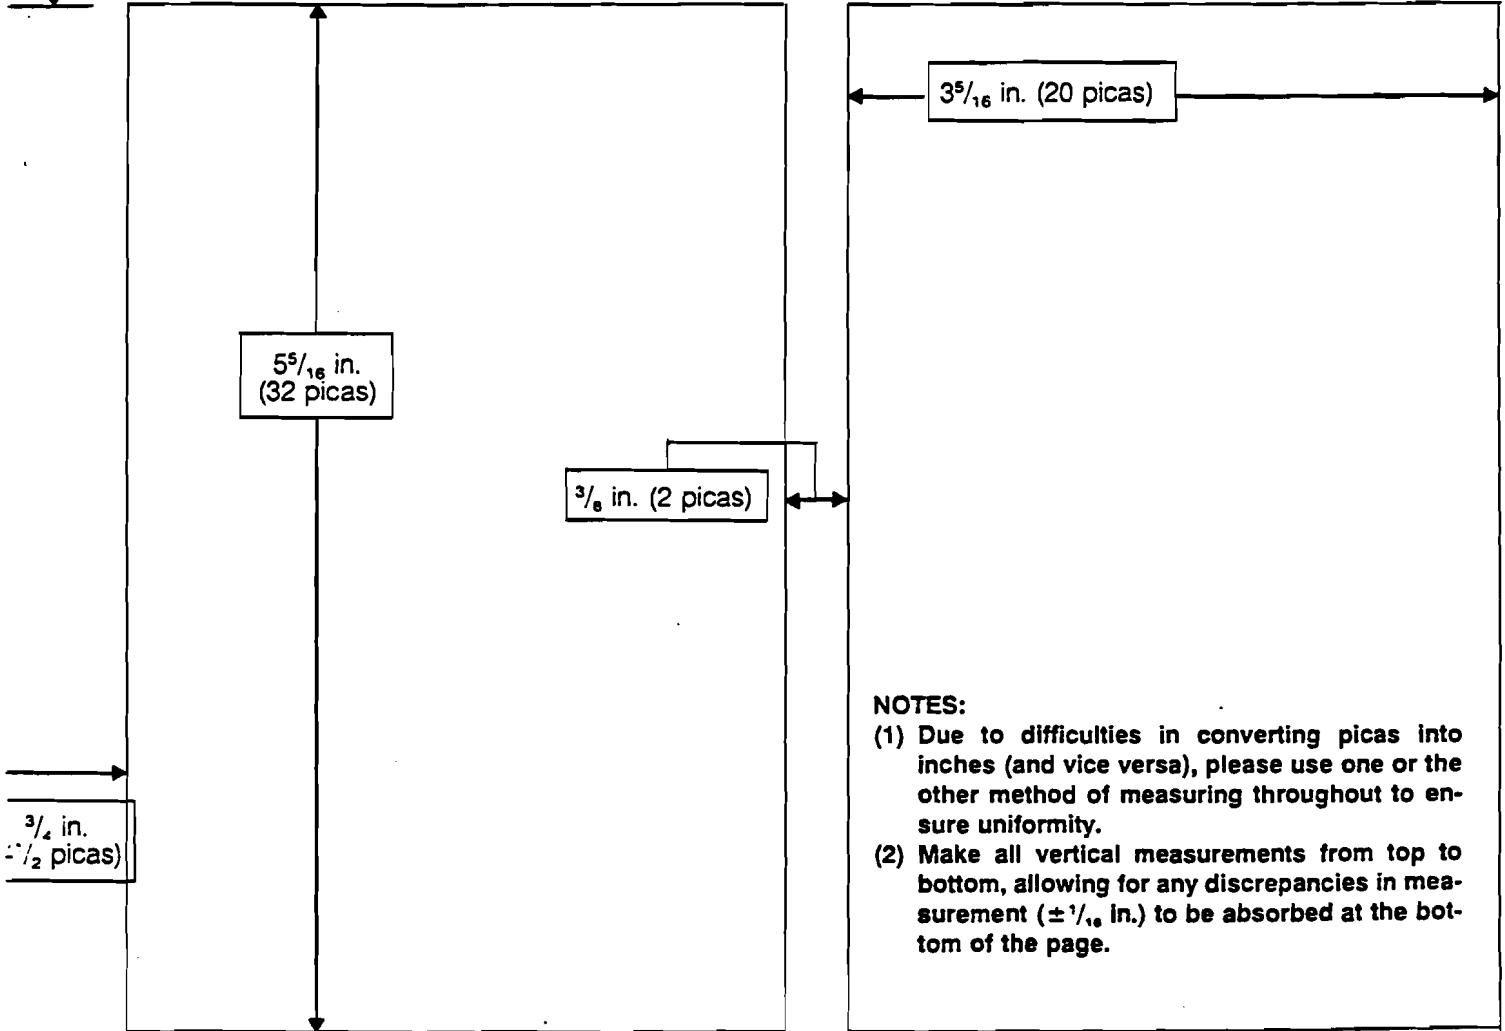 3⁵/₁₆ in. (20 picas)
5⁵/₁₆ in.
(32 picas)
³/₈ in. (2 picas)
³/₄ in.
¹/₂ picas)
NOTES:
(1) Due to difficulties in converting picas into
inches (and vice versa), please use one or the
other method of measuring throughout to en-
sure uniformity.
(2) Make all vertical measurements from top to
bottom, allowing for any discrepancies in mea-
surement (±¹/₁₆ in.) to be absorbed at the bot-
tom of the page.